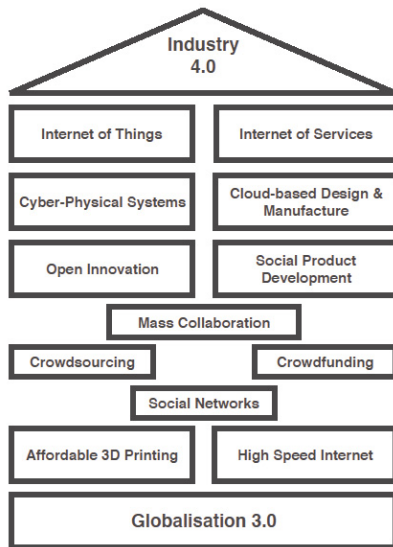 Industry
4.0
Internet of Things
Internet of Services
Cyber-Physical Systems
Cloud-based Design &
Manufacture
Open Innovation
Social Product
Development
Mass Collaboration
Crowdsourcing
Crowdfunding
Social Networks
Affordable 3D Printing
High Speed Internet
Globalisation 3.0